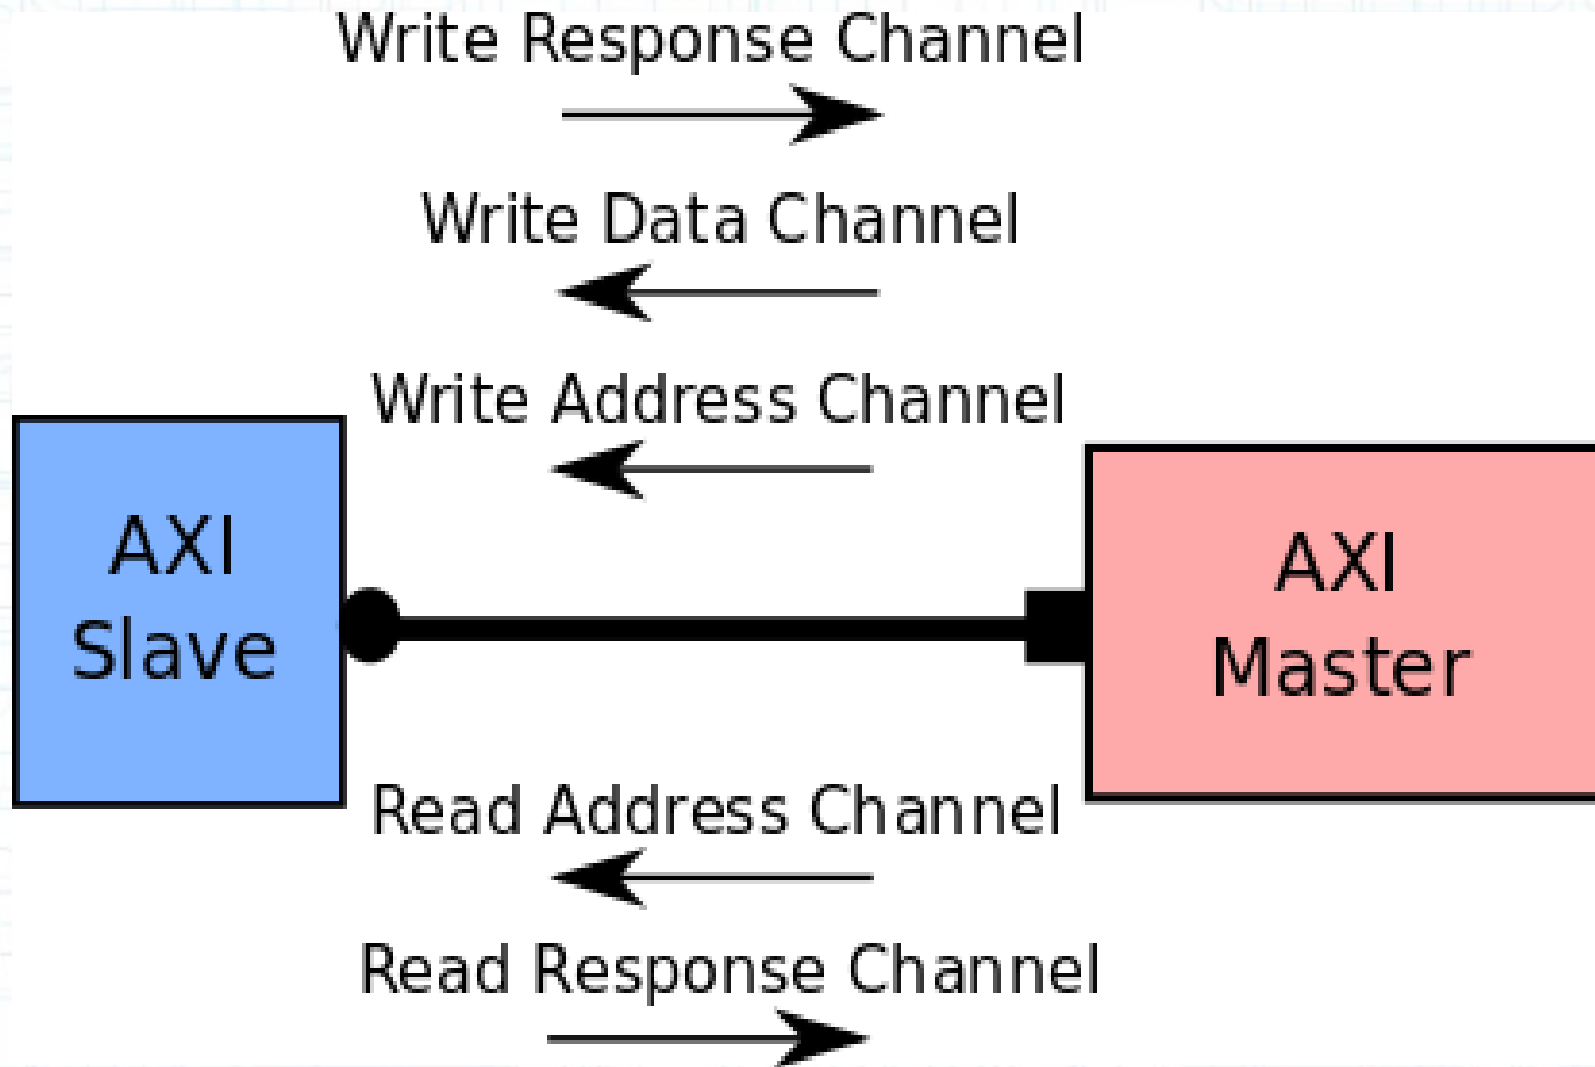 Write Response Channel
Write Data Channel
Write Address Channel
AXI
Slave
AXI
Master
Read Address Channel
Read Response Channel